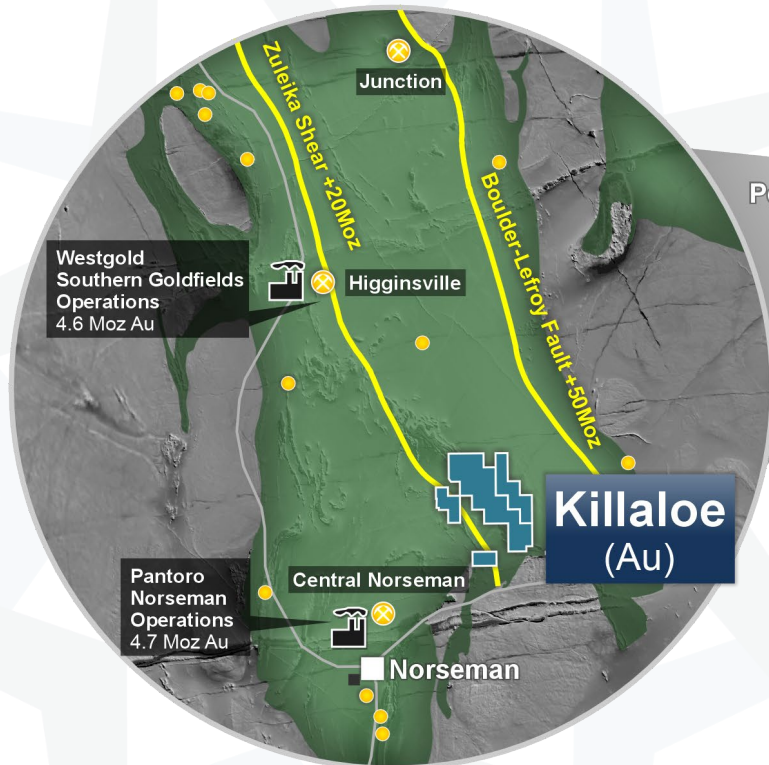 Junction
Zuleika Shear +20Moz
Boulder-Lefroy Fault +50Moz
Westgold
Southern Goldfields
Operations
4.6 Moz Au
Higginsville
Killaloe
(Au)
Pantoro
Norseman
Operations
4.7 Moz Au
Central Norseman
Norseman